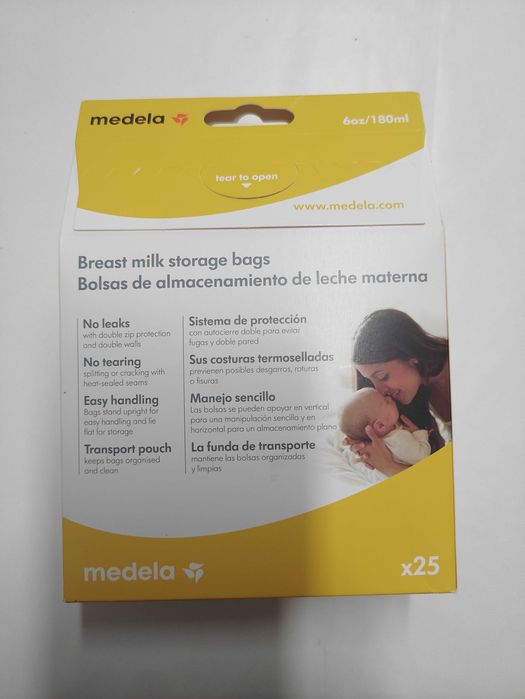 medela
6oz/180ml
tear to open
www.medela.com
Breast milk storage bags
Bolsas de almacenamiento de leche materna
No leaks
with double zip protection
and double walls
No tearing
splitting or cracking with
heat-sealed seams
Easy handling
Bags stand upright for
easy handling and lie
flat for storage
Transport pouch
keeps bags organised
and clean
Sistema de protección
con autocierre doble para evitar
fugas y doble pared
Sus costuras termoselladas
previenen posibles desgarros, roturas
o fisuras
Manejo sencillo
Las bolsas se pueden apoyar en vertical
para una manipulación sencilla y en
horizontal para un almacenamiento plano
La funda de transporte
mantiene las bolsas organizadas
y limpias
medela
x25